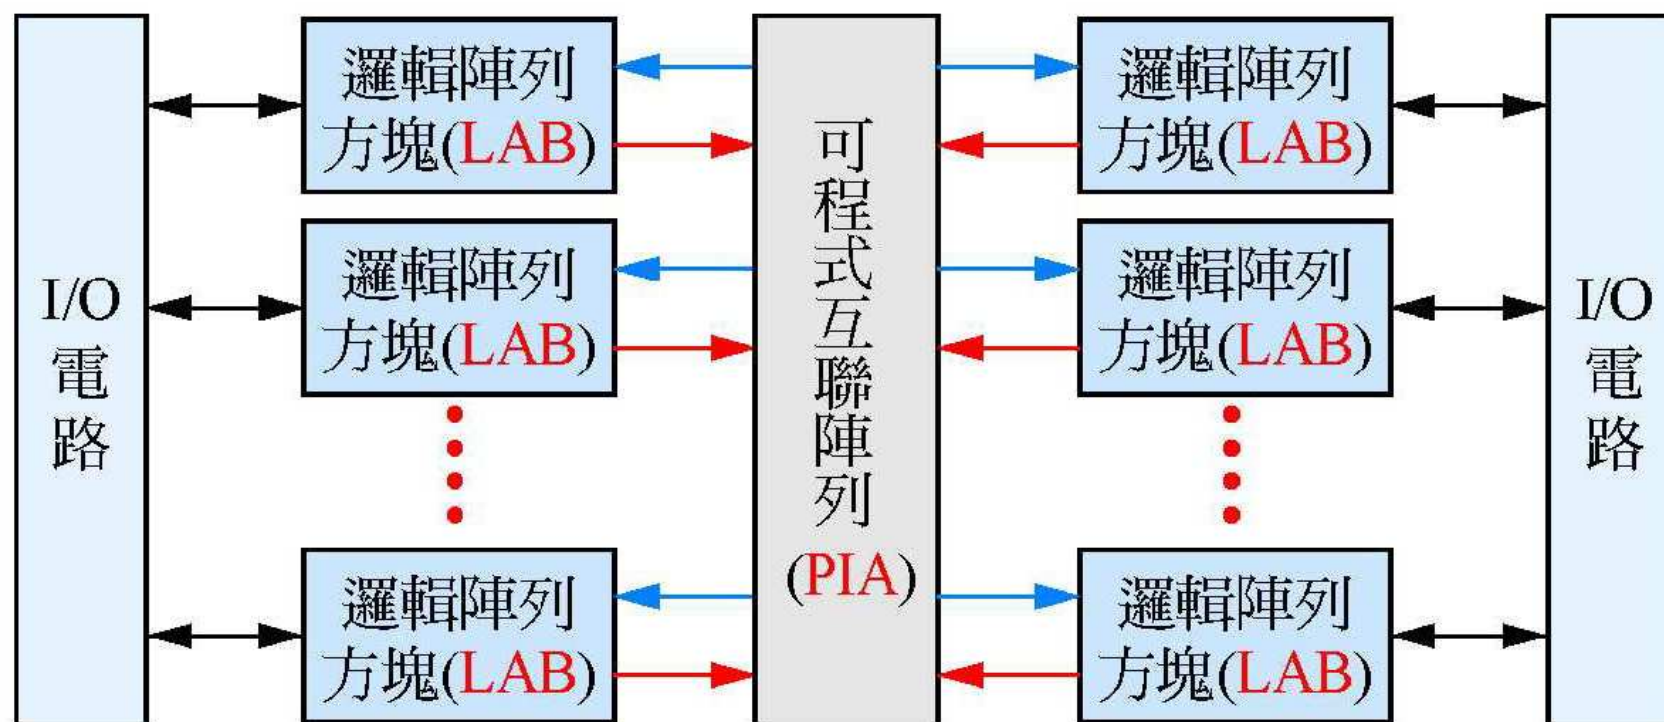 I/O
電
路
邏輯陣列
方塊(LAB)
邏輯陣列
方塊(LAB)
邏輯陣列
方塊(LAB)
可
程
式
互
聯
陣
列
(PIA)
邏輯陣列
方塊(LAB)
邏輯陣列
方塊(LAB)
邏輯陣列
方塊(LAB)
I/O
電
路